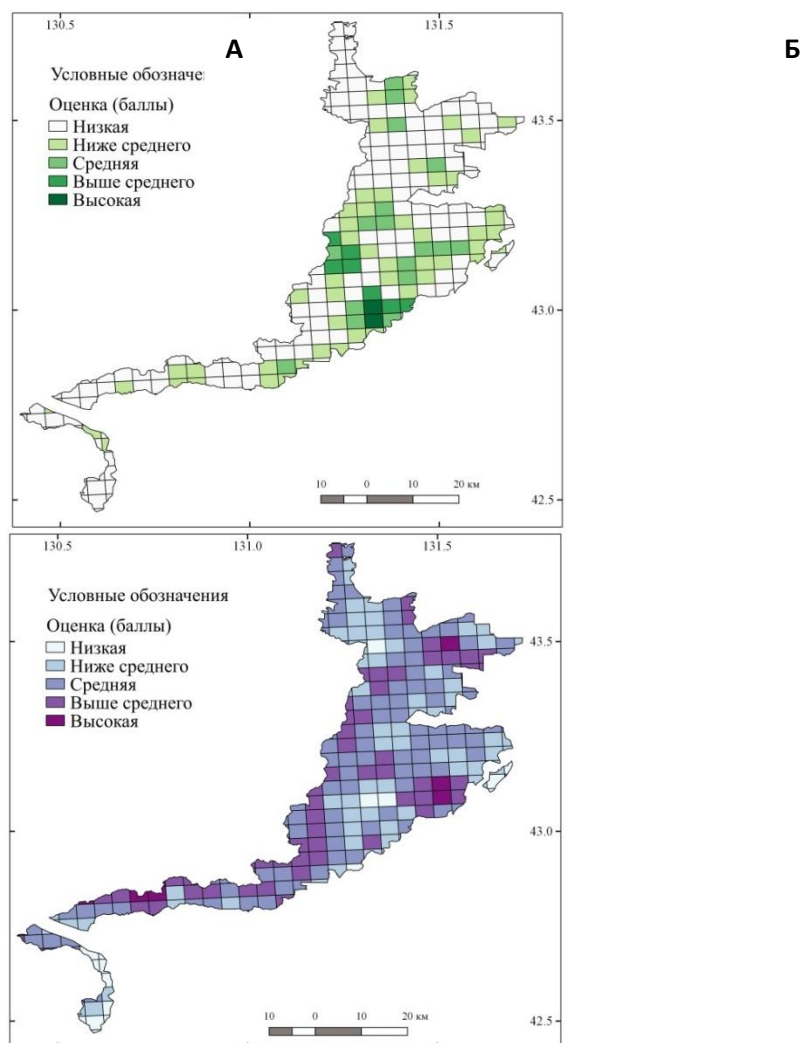 130.5 131.5
А Б
Условные обозначе
Оценка (баллы)
Низкая
Ниже среднего
Средняя
Выше среднего
Высокая
43.5
43.0
10 0 10 20 км
42.5
130.5 131.0 131.5
Условные обозначения
Оценка (баллы)
Низкая
Ниже среднего
Средняя
Выше среднего
Высокая
43.5
43.0
10 0 10 20 км
42.5